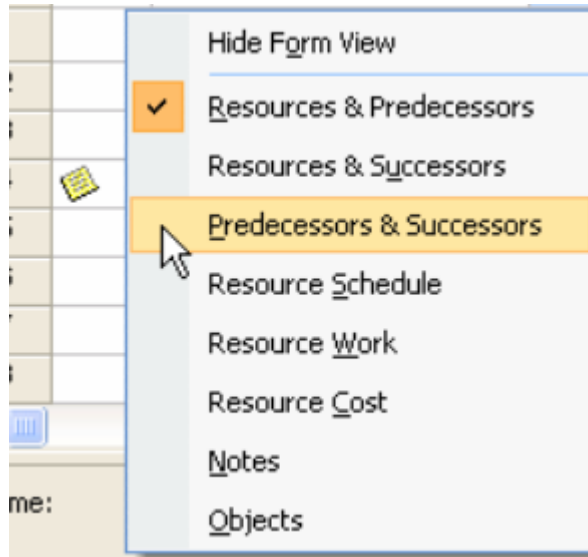 Hide Form View
Resources & Predecessors
Resources & Successors
Predecessors & Successors
Resource Schedule
Resource Work
Resource Cost
Notes
me:
Objects